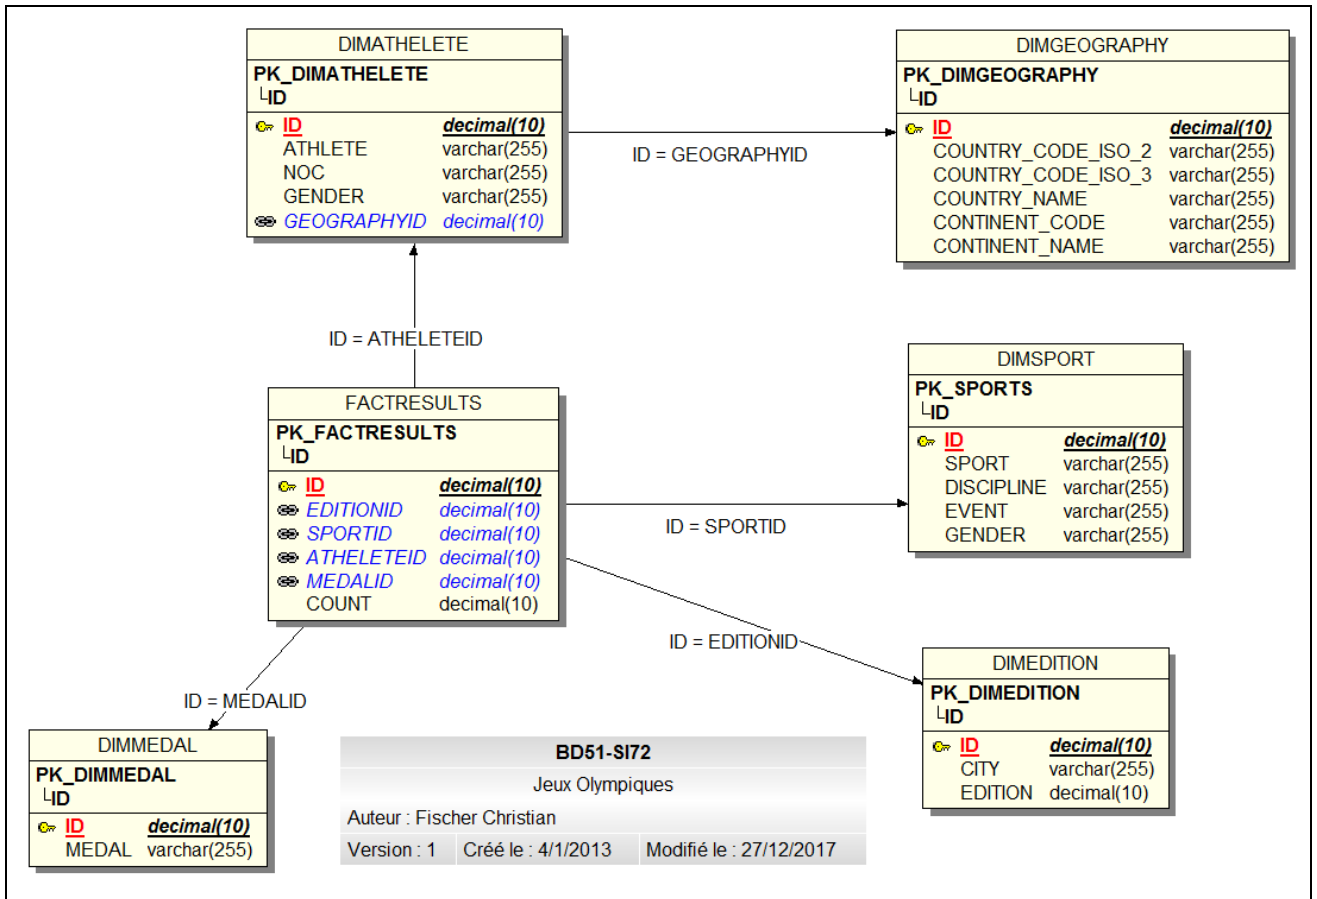 DIMATHELETE
PK_DIMATHELETE
ID
ID decimal(10)
ATHLETE varchar(255)
NOC varchar(255)
GENDER varchar(255)
GEOGRAPHYID decimal(10)
ID = GEOGRAPHYID
DIMGEOGRAPHY
PK_DIMGEOGRAPHY
ID
ID decimal(10)
COUNTRY_CODE_ISO_2 varchar(255)
COUNTRY_CODE_ISO_3 varchar(255)
COUNTRY_NAME varchar(255)
CONTINENT_CODE varchar(255)
CONTINENT_NAME varchar(255)
ID = ATHELETEID
FACTRESULTS
PK_FACTRESULTS
ID
ID decimal(10)
EDITIONID decimal(10)
SPORTID decimal(10)
ATHELETEID decimal(10)
MEDALID decimal(10)
COUNT decimal(10)
ID = SPORTID
DIMSPORT
PK_SPORTS
ID
ID decimal(10)
SPORT varchar(255)
DISCIPLINE varchar(255)
EVENT varchar(255)
GENDER varchar(255)
ID = EDITIONID
DIMEDITION
PK_DIMEDITION
ID
ID decimal(10)
CITY varchar(255)
EDITION decimal(10)
ID = MEDALID
DIMMEDAL
PK_DIMMEDAL
ID
ID decimal(10)
MEDAL varchar(255)
BD51-SI72
Jeux Olympiques
Auteur : Fischer Christian
Version : 1 Créé le : 4/1/2013 Modifié le : 27/12/2017